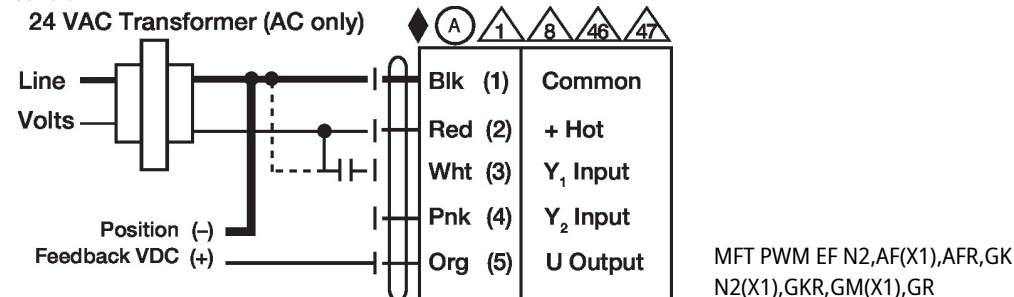 24 VAC Transformer (AC only)
A 1 8 46 47
Line
Volts
Blk (1) Common
Red (2) + Hot
Wht (3) Y1 Input
Pnk (4) Y2 Input
Position (–)
Feedback VDC (+)
Org (5) U Output
MFT PWM EF N2,AF(X1),AFR,GK
N2(X1),GKR,GM(X1),GR